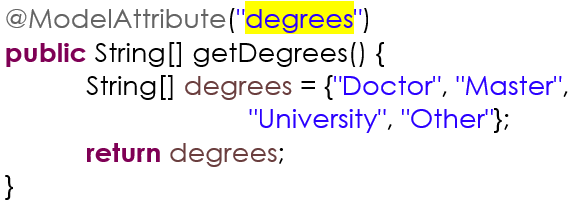 @ModelAttribute("degrees")
public String[] getDegrees() {
String[] degrees = {"Doctor", "Master",
"University", "Other"};
return degrees;
}